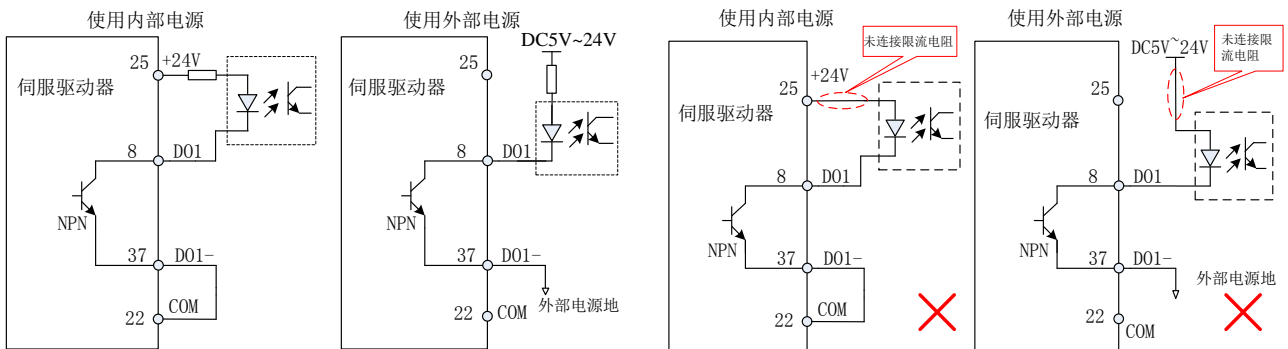 使用内部电源
25
+24V
伺服驱动器
8
DO1
NPN
37
DO1-
22
COM
使用外部电源
DC5V~24V
25
伺服驱动器
8
DO1
NPN
37
DO1-
外部电源地
22
COM
使用内部电源
未连接限流电阻
+24V
25
伺服驱动器
8
DO1
NPN
37
DO1-
22
COM
使用外部电源
未连接限
流电阻
DC5V~24V
25
伺服驱动器
8
DO1
NPN
37
DO1-
外部电源地
22
COM